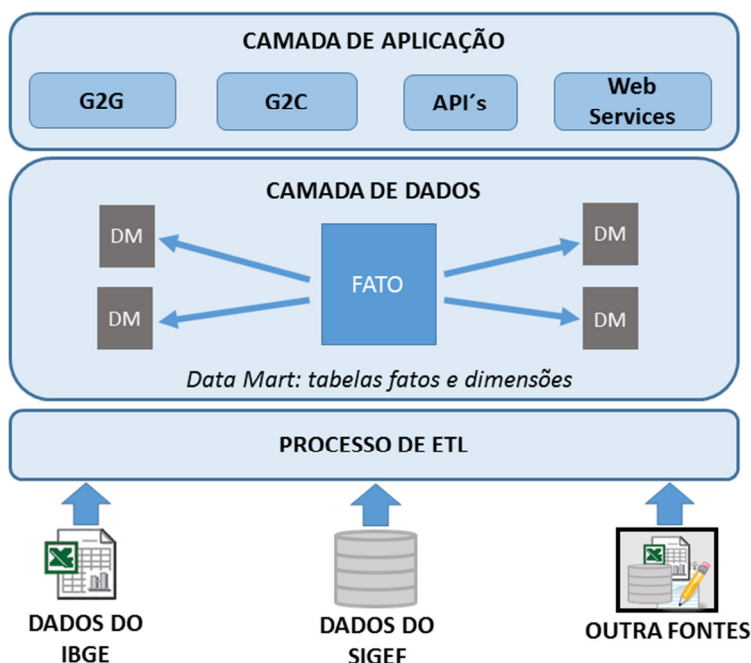 CAMADA DE APLICAÇÃO
G2G
G2C
API´s
Web
Services
CAMADA DE DADOS
DM
DM
FATO
DM
DM
Data Mart: tabelas fatos e dimensões
PROCESSO DE ETL
DADOS DO
IBGE
DADOS DO
SIGEF
OUTRA FONTES